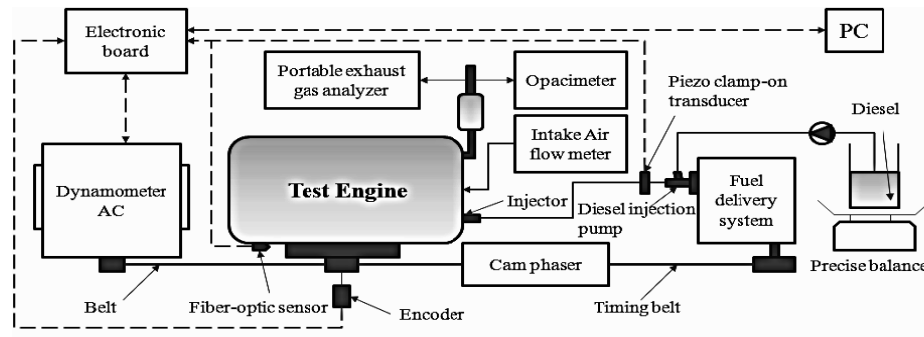 Electronic
board
PC
Portable exhaust
gas analyzer
Opacimeter
Piezo clamp-on
transducer
Diesel
Intake Air
flow meter
Dynamometer
AC
Test Engine
Injector
Diesel injection
pump
Fuel
delivery
system
Cam phaser
Precise balance
Belt
Fiber-optic sensor
Encoder
Timing belt